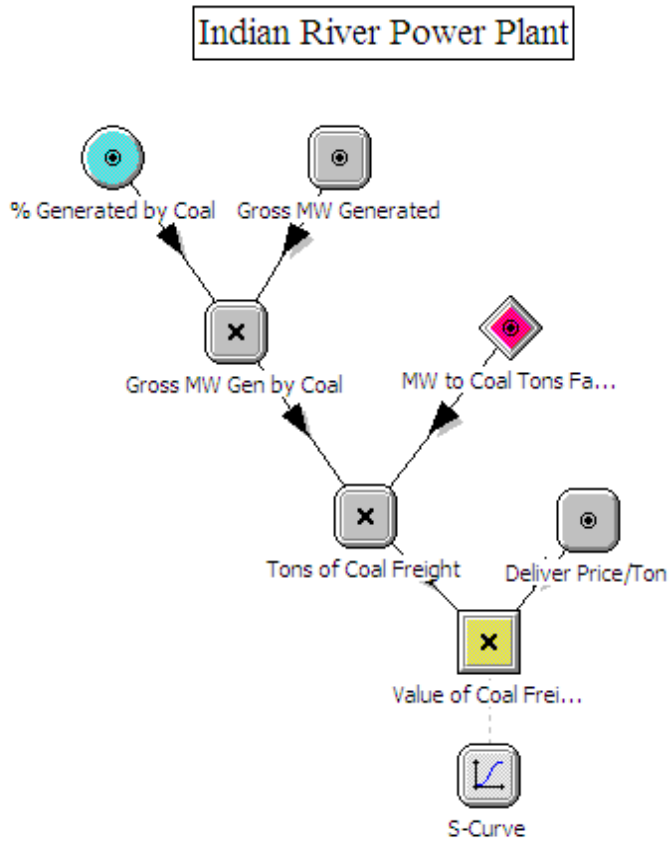 Indian River Power Plant
% Generated by Coal
Gross MW Generated
Gross MW Gen by Coal
MW to Coal Tons Fa...
Tons of Coal Freight
Deliver Price/Ton
Value of Coal Frei...
S-Curve